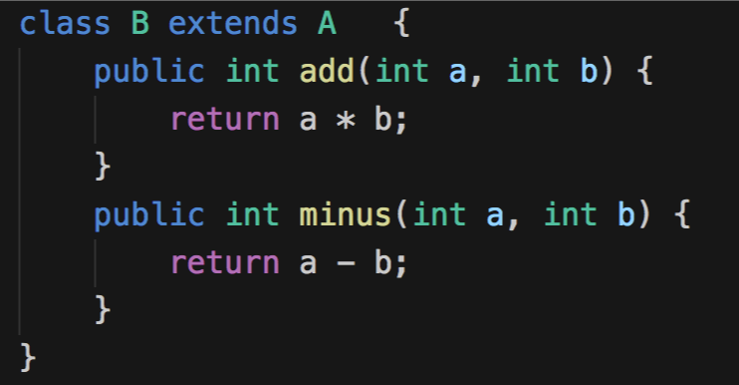 class B extends A   {
    public int add(int a, int b) {
        return a * b;
    }
    public int minus(int a, int b) {
        return a - b;
    }
}